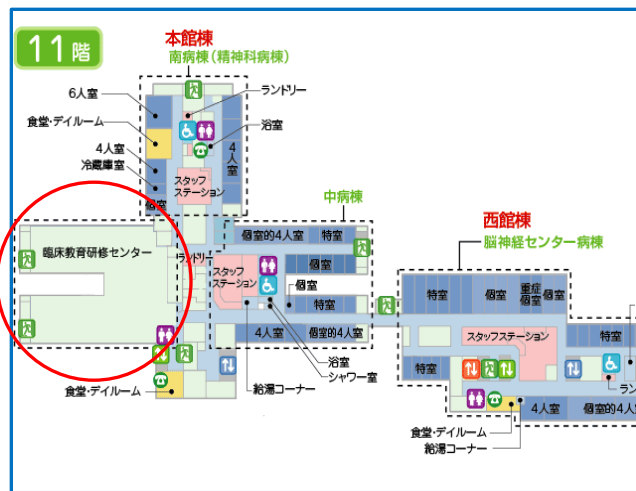 11階
本館棟
南病棟(精神科病棟)
6人室
ランドリー
食堂・デイルーム
浴室
4人室
4人室
冷蔵庫室
スタッフ
ステーション
個室
中病棟
西館棟
脳神経センター病棟
臨床教育研修センター
ランドリー
個室的4人室
特室
スタッフ
ステーション
個室
個室
特室
4人室
個室的4人室
浴室
シャワー室
給湯コーナー
食堂・デイルーム
特室
個室
重症
個室
個室
スタッフステーション
特室
特室
ラン
4人室
個室的4人
食堂・デイルーム
給湯コーナー